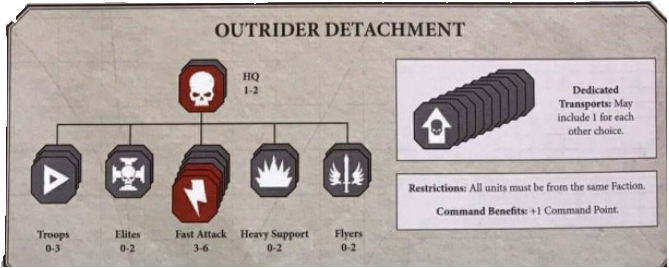 OUTRIDER DETACHMENT
HQ
1-2
Dedicated
Transports: May
include 1 for each
other choice.
Restrictions: All units must be from the same Faction.
Command Benefits: +1 Command Point.
Troops
0-3
Elites
0-2
Fast Attack
3-6
Heavy Support
0-2
Flyers
0-2